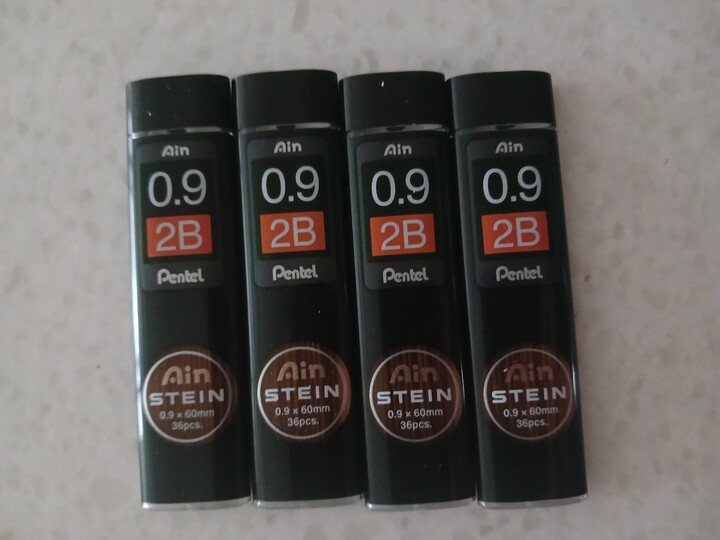 Ain
0.9
2B
Pentel
Ain
STEIN
0.9 × 60mm
36pcs.
Ain
0.9
2B
Pentel
Ain
STEIN
0.9 × 60mm
36pcs.
Ain
0.9
2B
Pentel
Ain
STEIN
0.9 × 60mm
36pcs.
Ain
0.9
2B
Pentel
Ain
STEIN
0.9 × 60mm
36pcs.